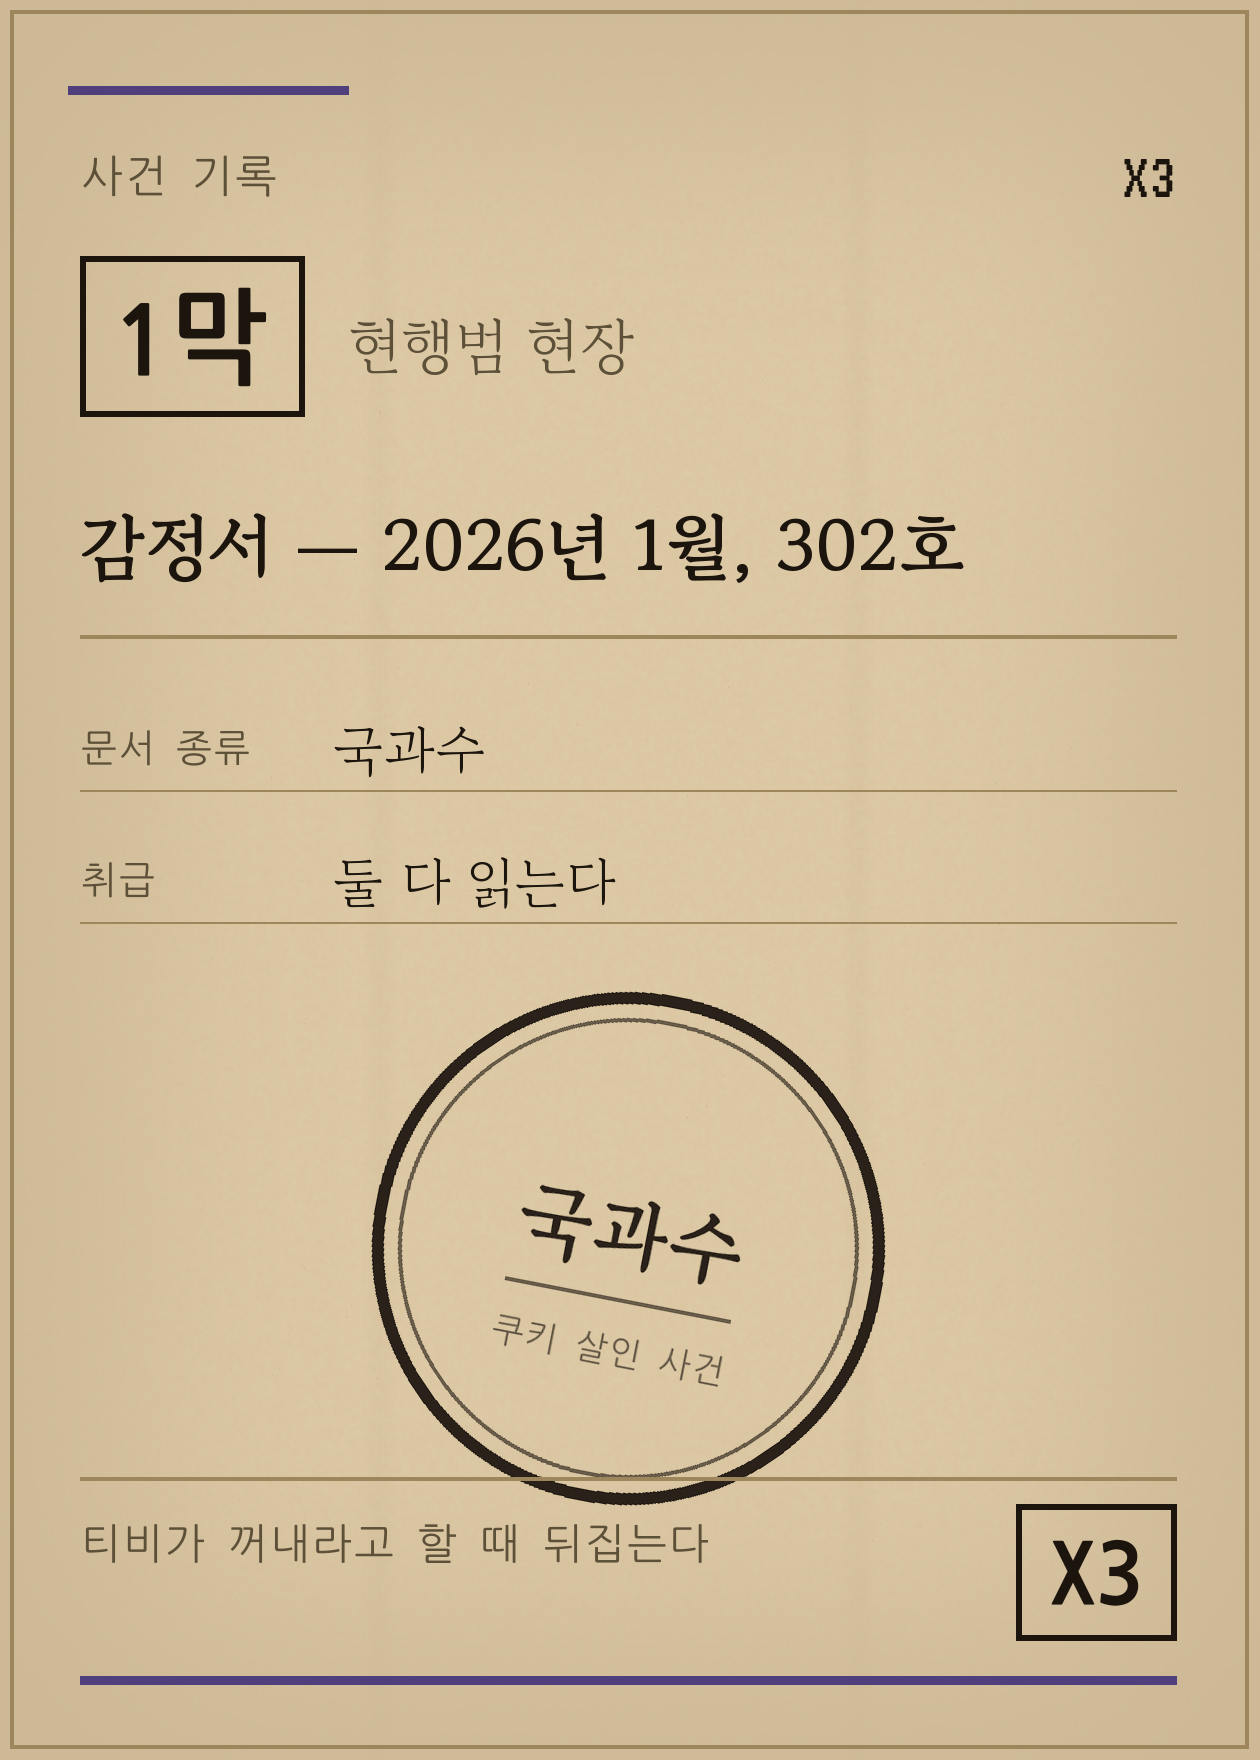 사건 기록
X3
1막
현행범 현장
감정서 — 2026년 1월, 302호
문서 종류 국과수
취급 둘 다 읽는다
국과수
쿠키 살인 사건
티비가 꺼내라고 할 때 뒤집는다
X3